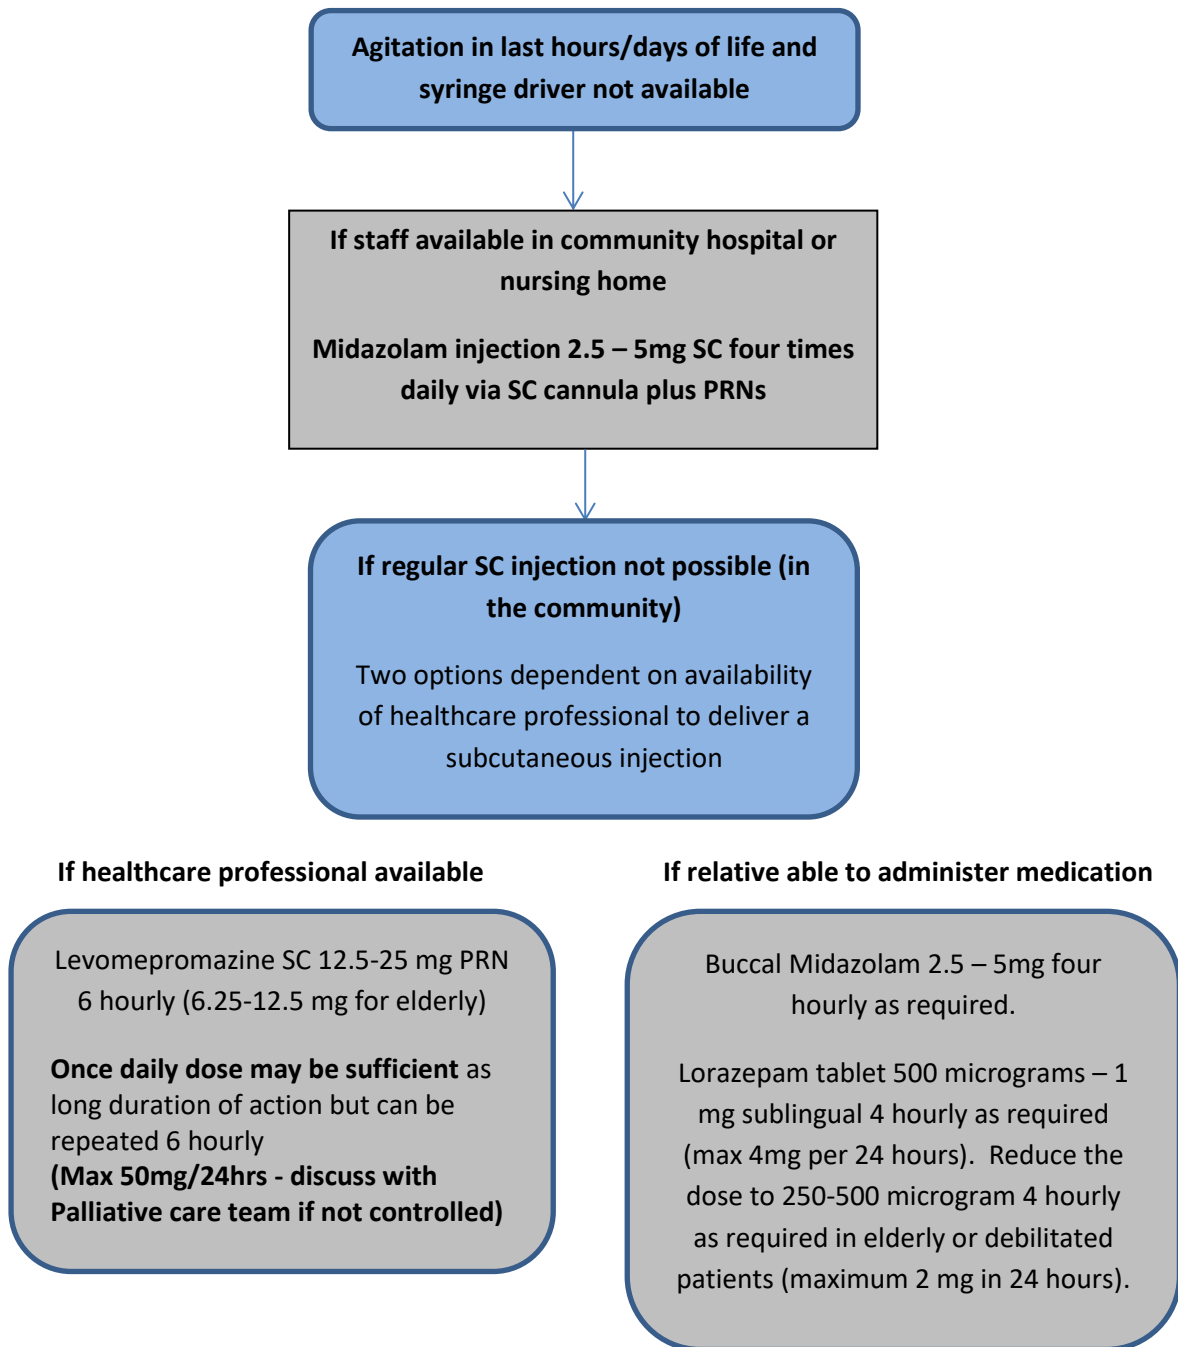 Agitation in last hours/days of life and
syringe driver not available
If staff available in community hospital or
nursing home
Midazolam injection 2.5 – 5mg SC four times
daily via SC cannula plus PRNs
If regular SC injection not possible (in
the community)
Two options dependent on availability
of healthcare professional to deliver a
subcutaneous injection
If healthcare professional available
Levomepromazine SC 12.5-25 mg PRN
6 hourly (6.25-12.5 mg for elderly)
Once daily dose may be sufficient as
long duration of action but can be
repeated 6 hourly
(Max 50mg/24hrs - discuss with
Palliative care team if not controlled)
If relative able to administer medication
Buccal Midazolam 2.5 – 5mg four
hourly as required.
Lorazepam tablet 500 micrograms – 1
mg sublingual 4 hourly as required
(max 4mg per 24 hours).  Reduce the
dose to 250-500 microgram 4 hourly
as required in elderly or debilitated
patients (maximum 2 mg in 24 hours).